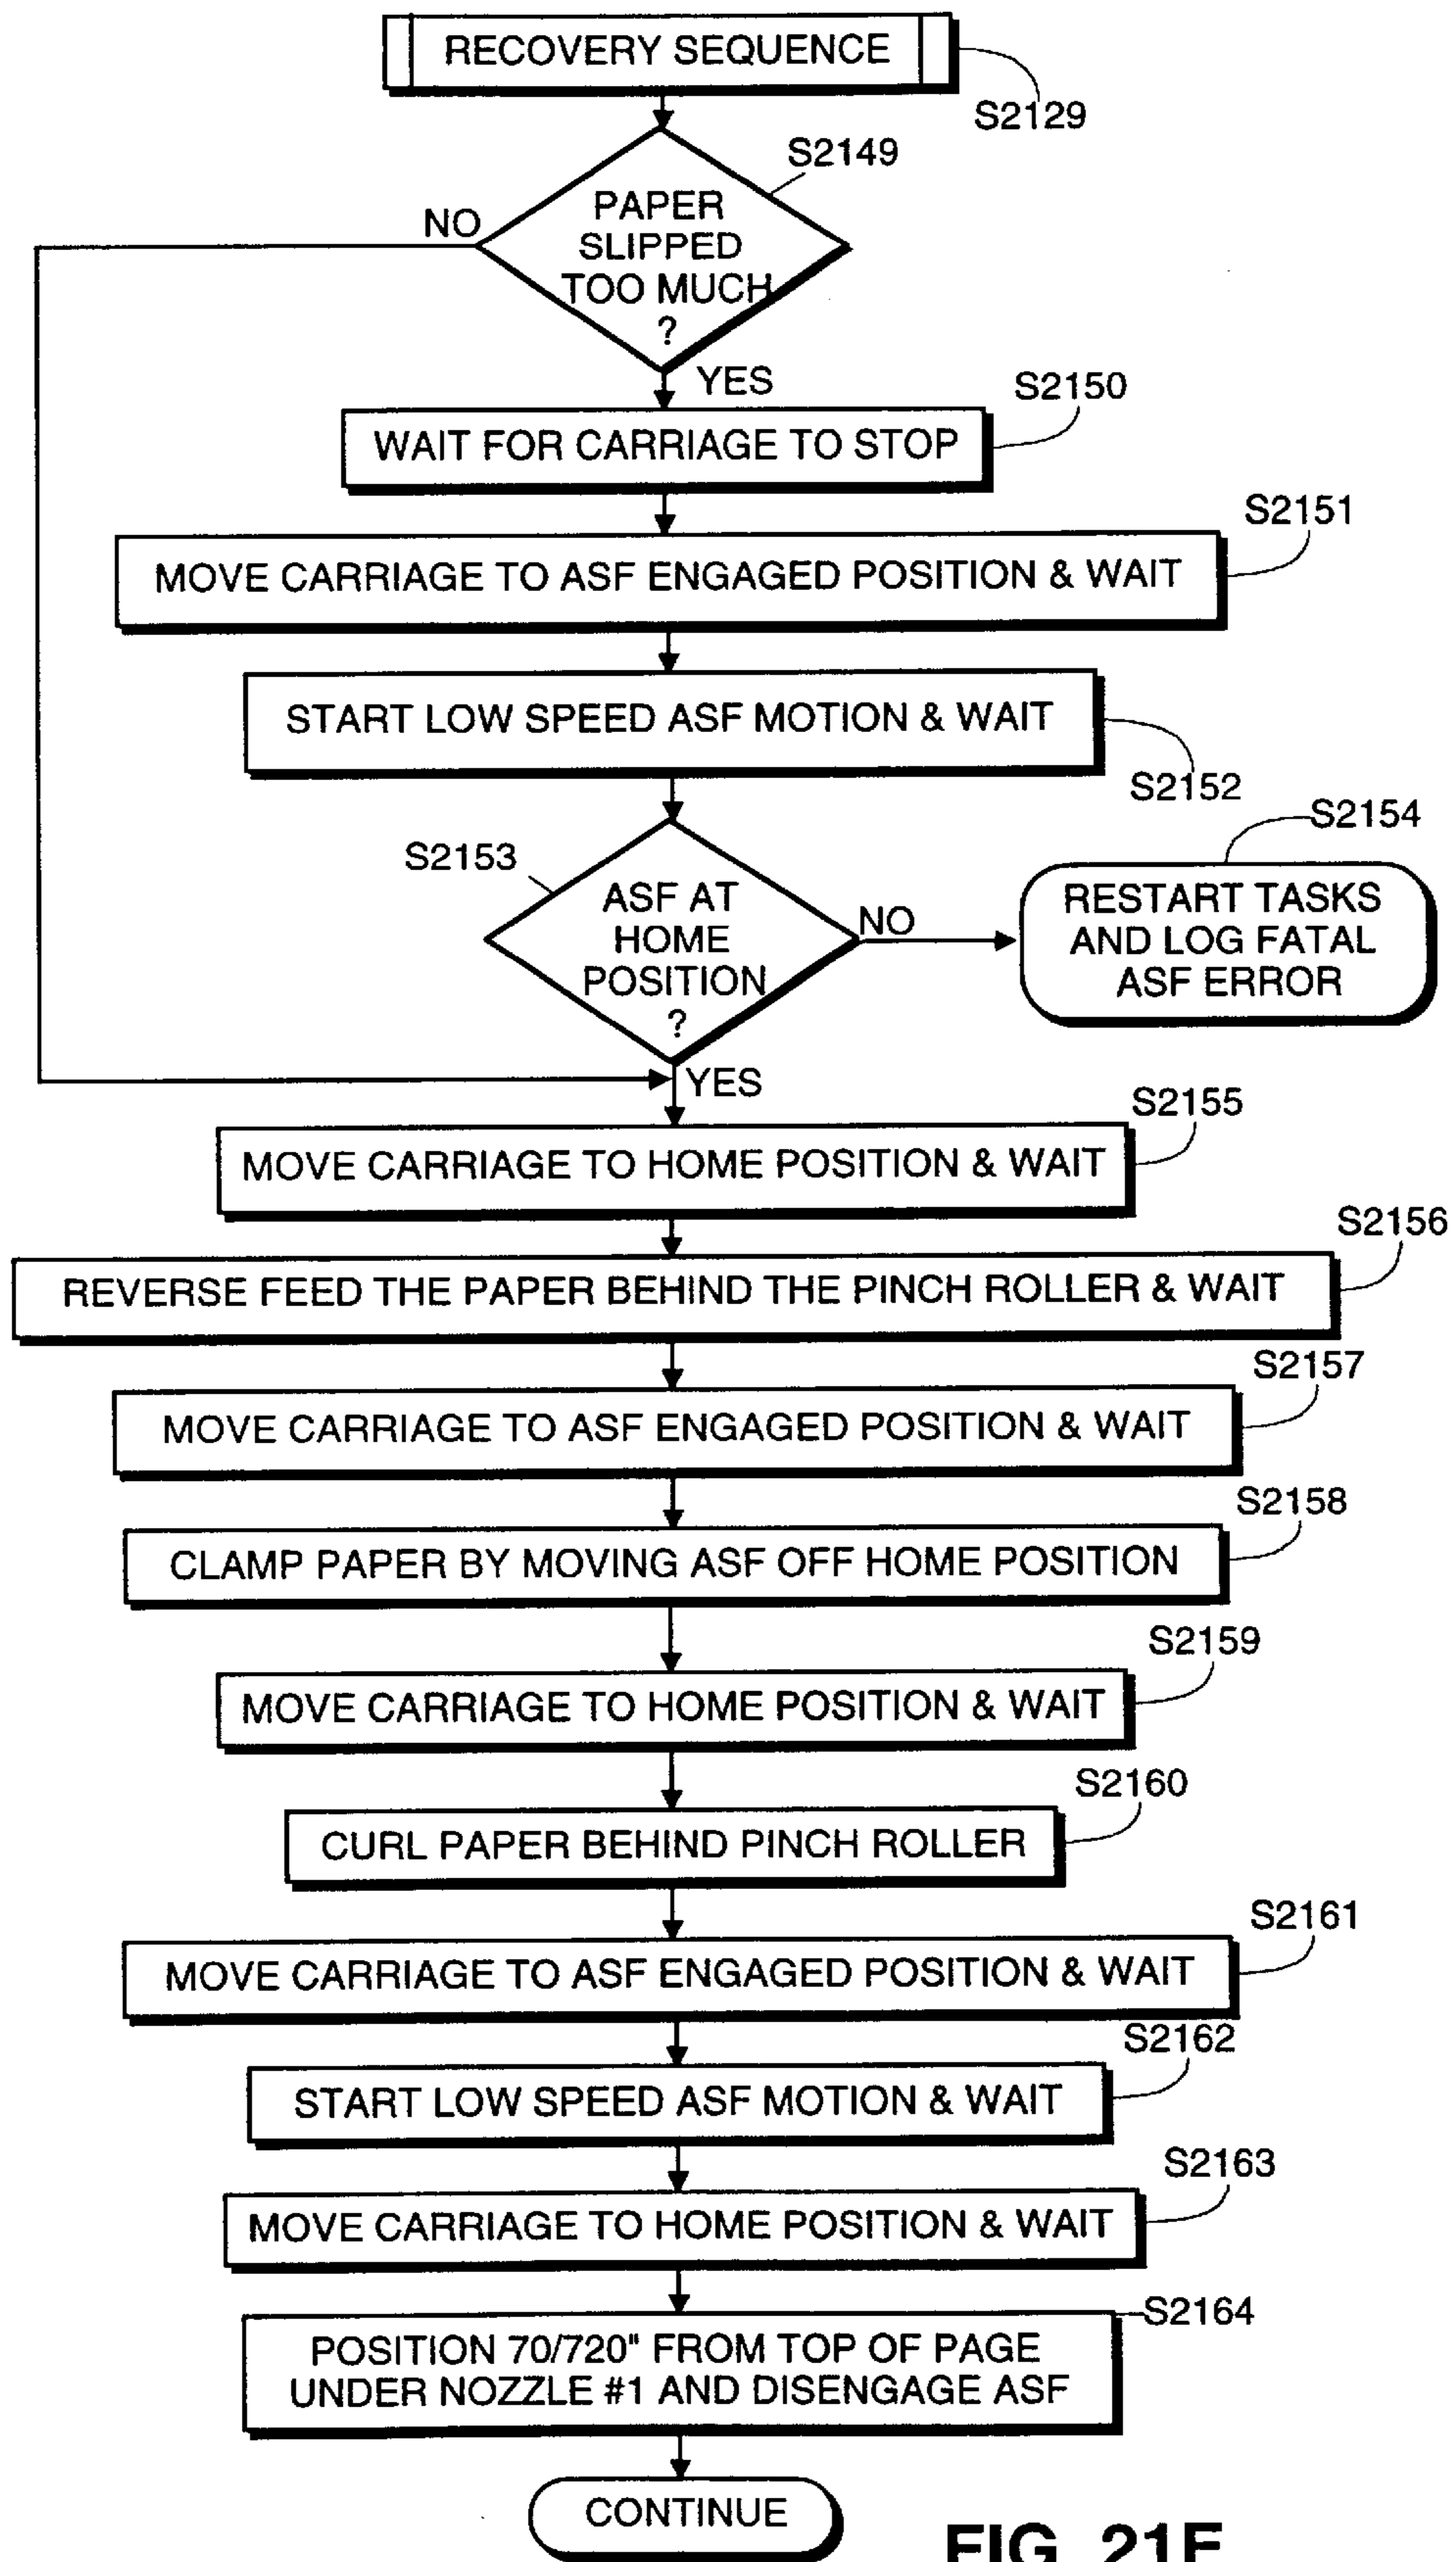 RECOVERY SEQUENCE
S2129
S2149
PAPER
SLIPPED
TOO MUCH
?
NO
YES
S2150
WAIT FOR CARRIAGE TO STOP
S2151
MOVE CARRIAGE TO ASF ENGAGED POSITION & WAIT
START LOW SPEED ASF MOTION & WAIT
S2152
S2153
ASF AT
HOME
POSITION
?
NO
S2154
RESTART TASKS
AND LOG FATAL
ASF ERROR
YES
S2155
MOVE CARRIAGE TO HOME POSITION & WAIT
S2156
REVERSE FEED THE PAPER BEHIND THE PINCH ROLLER & WAIT
S2157
MOVE CARRIAGE TO ASF ENGAGED POSITION & WAIT
S2158
CLAMP PAPER BY MOVING ASF OFF HOME POSITION
S2159
MOVE CARRIAGE TO HOME POSITION & WAIT
S2160
CURL PAPER BEHIND PINCH ROLLER
S2161
MOVE CARRIAGE TO ASF ENGAGED POSITION & WAIT
S2162
START LOW SPEED ASF MOTION & WAIT
S2163
MOVE CARRIAGE TO HOME POSITION & WAIT
S2164
POSITION 70/720" FROM TOP OF PAGE
UNDER NOZZLE #1 AND DISENGAGE ASF
CONTINUE
FIG.